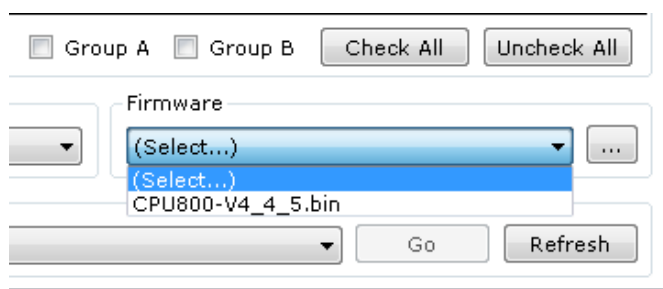 Group A Group B Check All Uncheck All
Firmware
(Select...) ...
(Select...)
CPU800-V4_4_5.bin
Go Refresh